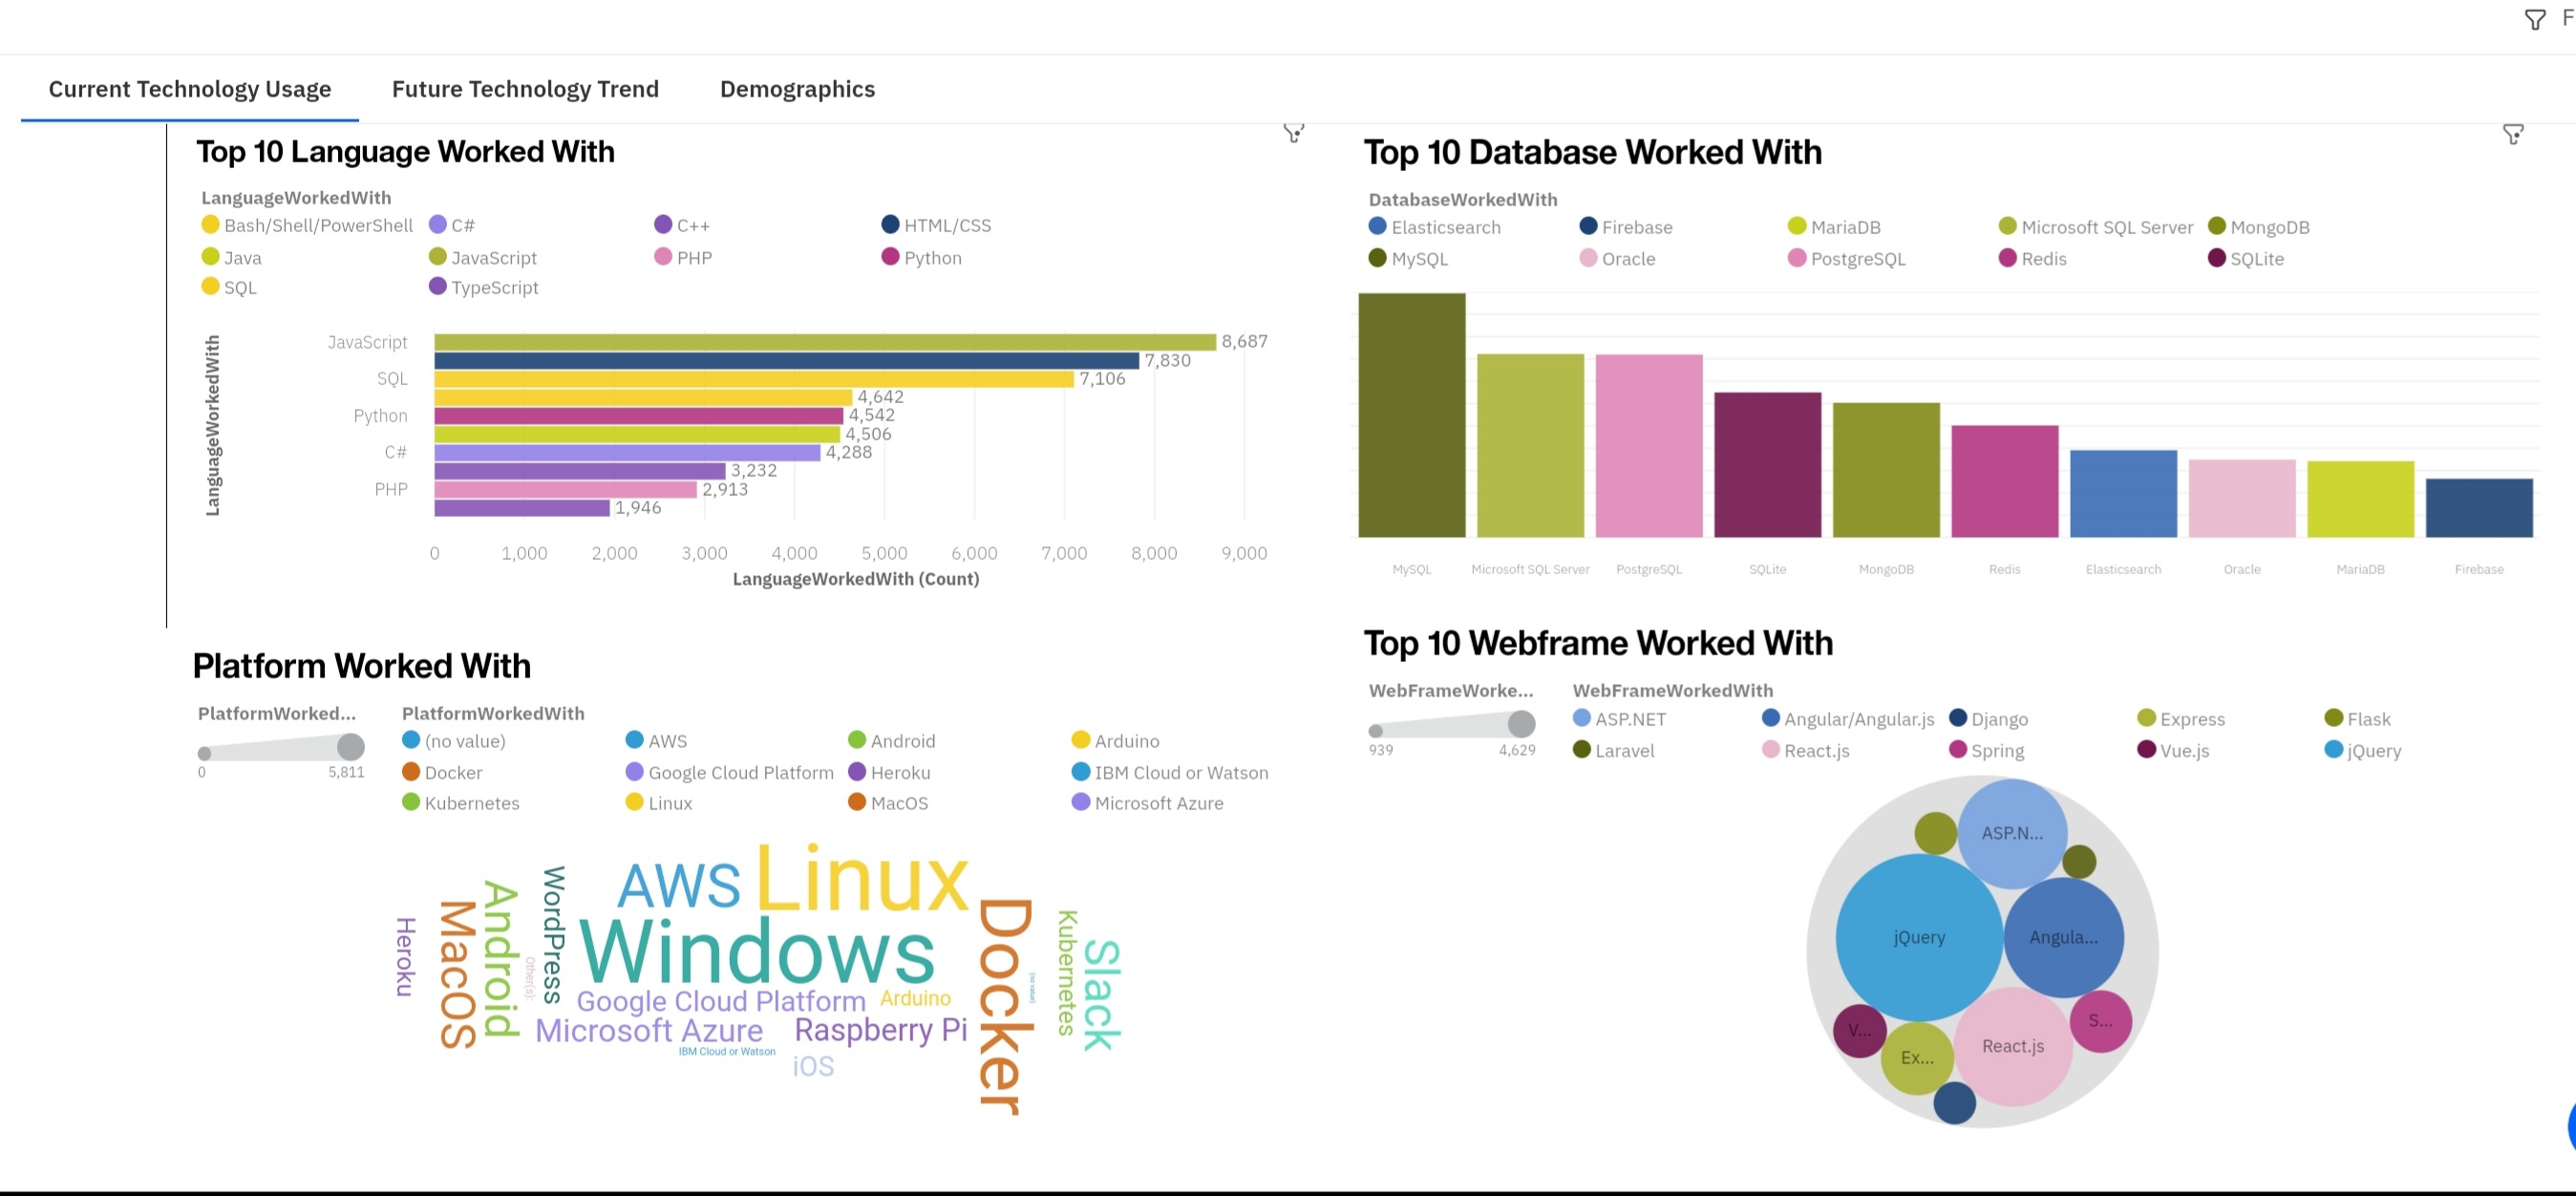 F
Current Technology Usage
Future Technology Trend
Demographics
Top 10 Language Worked With
LanguageWorkedWith
Bash/Shell/PowerShell C# C++ HTML/CSS
Java JavaScript PHP Python
SQL TypeScript
LanguageWorkedWith
JavaScript 8,687
7,830
SQL 7,106
4,642
Python 4,542
4,506
C# 4,288
3,232
PHP 2,913
1,946
0 1,000 2,000 3,000 4,000 5,000 6,000 7,000 8,000 9,000
LanguageWorkedWith (Count)
Top 10 Database Worked With
DatabaseWorkedWith
Elasticsearch Firebase MariaDB Microsoft SQL Server MongoDB
MySQL Oracle PostgreSQL Redis SQLite
MySQL Microsoft SQL Server PostgreSQL SQLite MongoDB Redis Elasticsearch Oracle MariaDB Firebase
Platform Worked With
PlatformWorked...
0 5,811
PlatformWorkedWith
(no value) AWS Android Arduino
Docker Google Cloud Platform Heroku IBM Cloud or Watson
Kubernetes Linux MacOS Microsoft Azure
Heroku
MacOS
Android
Other(s):
WordPress
AWS
Linux
Windows
Google Cloud Platform
Arduino
Microsoft Azure
Raspberry Pi
IBM Cloud or Watson
iOS
Docker
(no value)
Kubernetes
Slack
Top 10 Webframe Worked With
WebFrameWorke...
939 4,629
WebFrameWorkedWith
ASP.NET Angular/Angular.js Django Express Flask
Laravel React.js Spring Vue.js jQuery
ASP.N...
jQuery
Angula...
V...
Ex...
React.js
S...